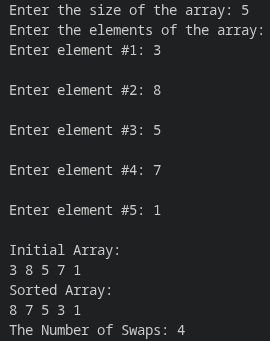 Enter the size of the array: 5
Enter the elements of the array:
Enter element #1: 3
Enter element #2: 8
Enter element #3: 5
Enter element #4: 7
Enter element #5: 1
Initial Array:
3 8 5 7 1
Sorted Array:
8 7 5 3 1
The Number of Swaps: 4